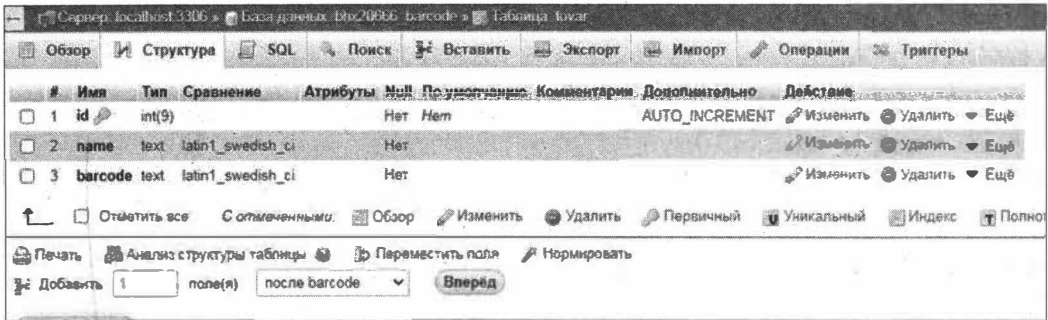 Сервер: localhost:3306 » База данных: bhx20666_barcode » Таблица: tovar
Обзор Структура SQL Поиск Вставить Экспорт Импорт Операции Триггеры
# Имя Тип Сравнение Атрибуты Null По умолчанию Комментарии Дополнительно Действие
1 id int(9) Нет Нет AUTO_INCREMENT Изменить Удалить Ещё
2 name text latin1_swedish_ci Нет Изменить Удалить Ещё
3 barcode text latin1_swedish_ci Нет Изменить Удалить Ещё
Отметить все С отмеченными: Обзор Изменить Удалить Первичный Уникальный Индекс Полнот
Печать Анализ структуры таблицы Переместить поля Нормировать
Добавить 1 поле(я) после barcode Вперёд